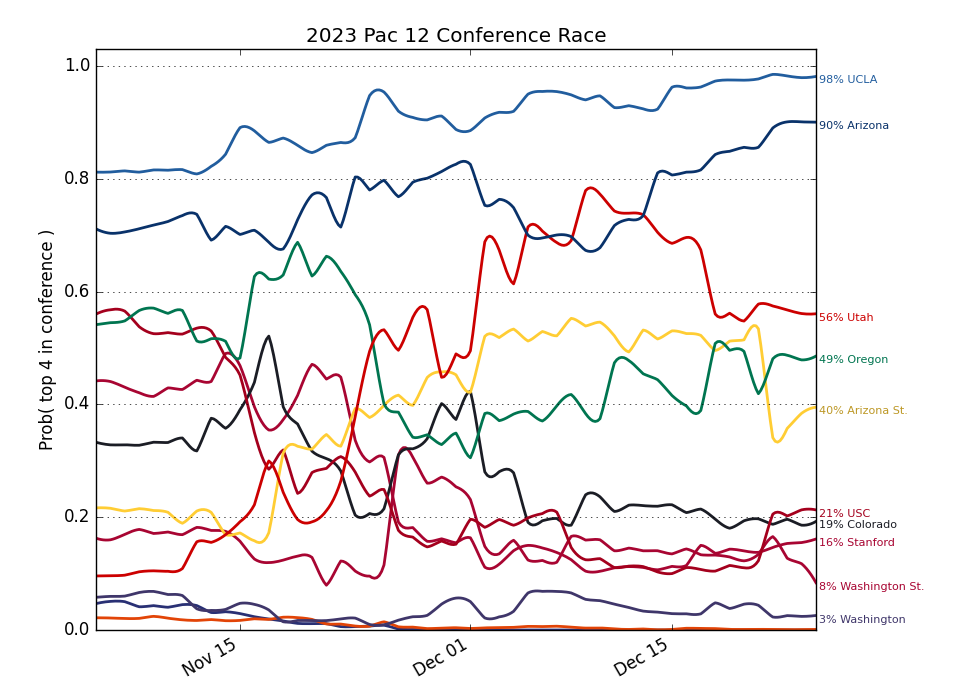 2023 Pac 12 Conference Race
Prob( top 4 in conference )
1.0
0.8
0.6
0.4
0.2
0.0
Nov 15
Dec 01
Dec 15
98% UCLA
90% Arizona
56% Utah
49% Oregon
40% Arizona St.
21% USC
19% Colorado
16% Stanford
8% Washington St.
3% Washington